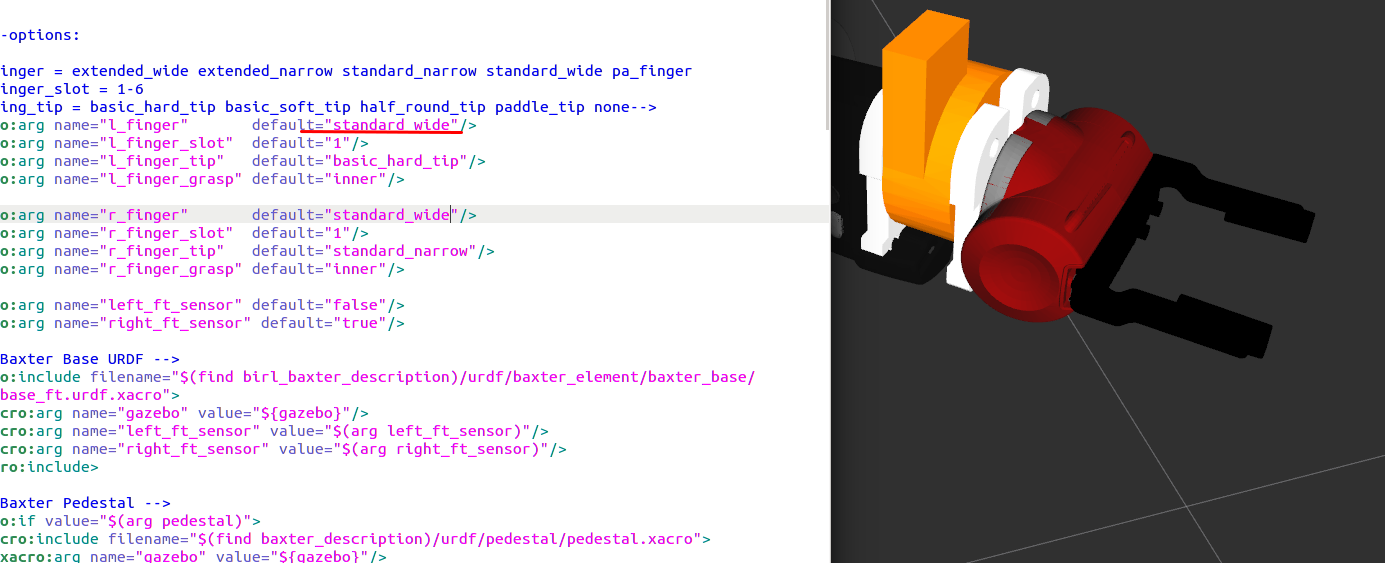 -options:
inger = extended_wide extended_narrow standard_narrow standard_wide pa_finger
inger_slot = 1-6
ing_tip = basic_hard_tip basic_soft_tip half_round_tip paddle_tip none-->
o:arg name="l_finger" default="standard_wide"/>
o:arg name="l_finger_slot" default="1"/>
o:arg name="l_finger_tip" default="basic_hard_tip"/>
o:arg name="l_finger_grasp" default="inner"/>
o:arg name="r_finger" default="standard_wide"/>
o:arg name="r_finger_slot" default="1"/>
o:arg name="r_finger_tip" default="standard_narrow"/>
o:arg name="r_finger_grasp" default="inner"/>
o:arg name="left_ft_sensor" default="false"/>
o:arg name="right_ft_sensor" default="true"/>
Baxter Base URDF -->
o:include filename="$(find birl_baxter_description)/urdf/baxter_element/baxter_base/
base_ft.urdf.xacro">
cro:arg name="gazebo" value="${gazebo}"/>
cro:arg name="left_ft_sensor" value="$(arg left_ft_sensor)"/>
cro:arg name="right_ft_sensor" value="$(arg right_ft_sensor)"/>
ro:include>
Baxter Pedestal -->
o:if value="$(arg pedestal)">
cro:include filename="$(find baxter_description)/urdf/pedestal/pedestal.xacro">
xacro:arg name="gazebo" value="${gazebo}"/>